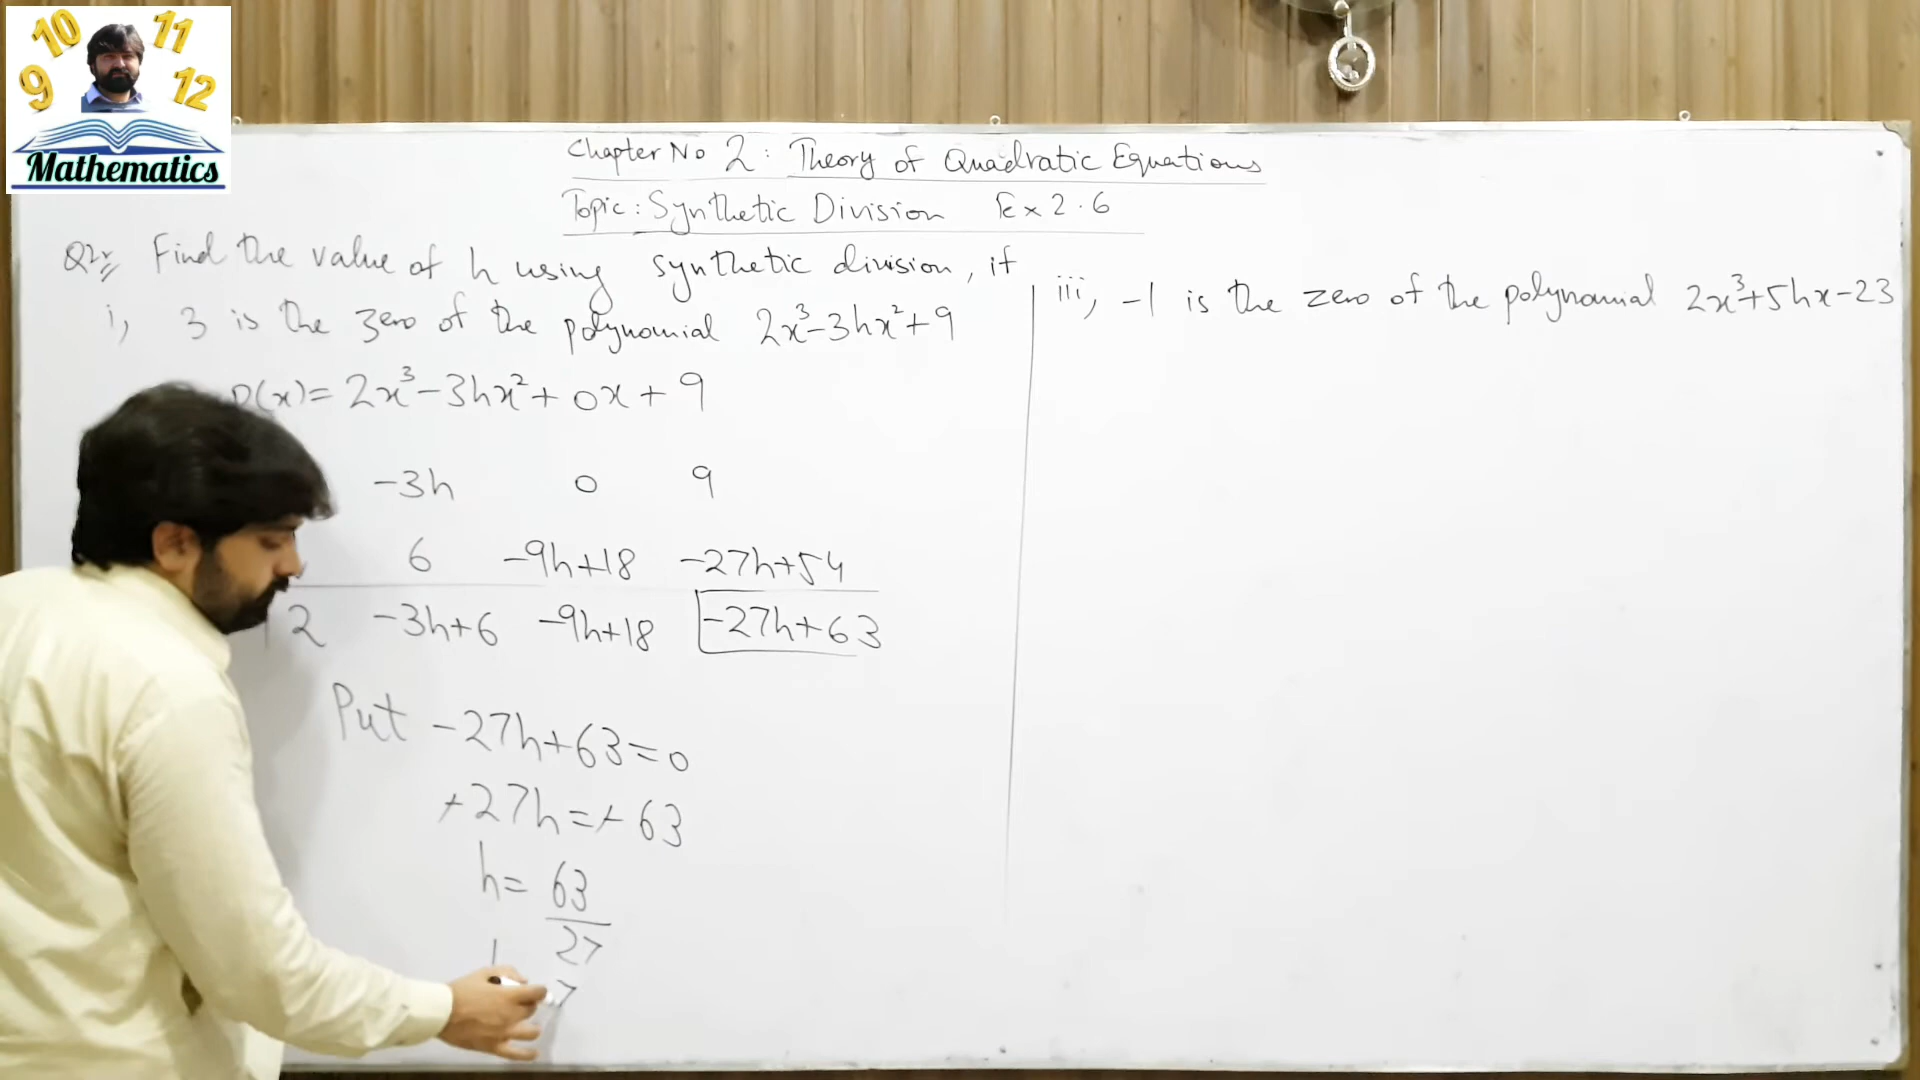 10 11
9 12
Mathematics
Chapter No 2: Theory of Quadratic Equations
Topic: Synthetic Division Ex 2.6
Q2: Find the value of h using synthetic division, if
i, 3 is the zero of the polynomial 2x³-3hx²+9
P(x)= 2x³-3hx²+0x+9
-3h 0 9
6 -9h+18 -27h+54
2 -3h+6 -9h+18 -27h+63
Put -27h+63=0
+27h=+63
h= 63/27
7
iii, -1 is the zero of the polynomial 2x³+5hx-23